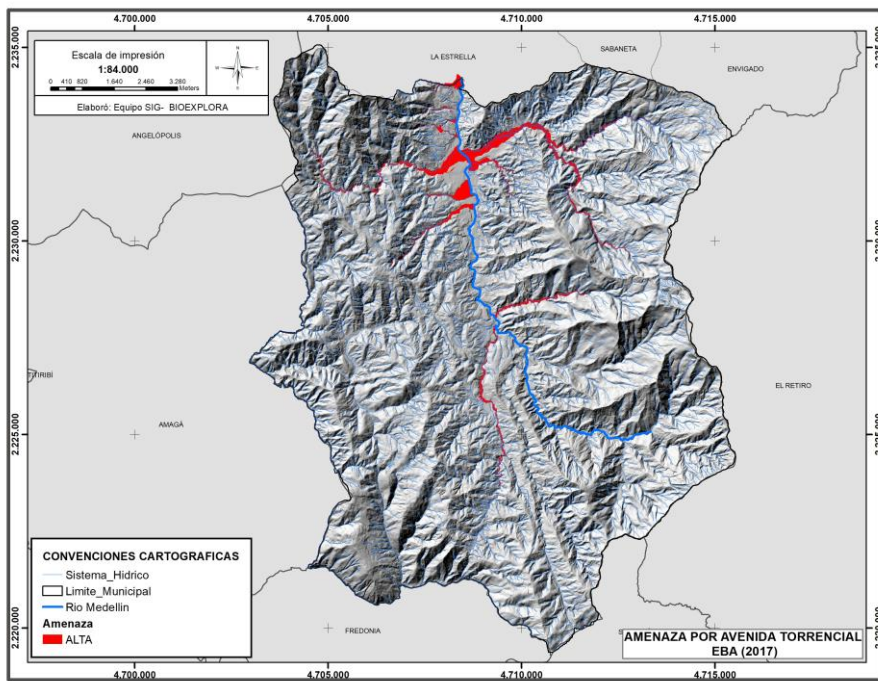 4.700.000 4.705.000 4.710.000 4.715.000
2.235.000
Escala de impresión
1:84.000
0 410 820 1.640 2.460 3.280
Meters
N
W E
S
Elaboró: Equipo SIG- BIOEXPLORA
LA ESTRELLA
SABANETA
ENVIGADO
ANGELÓPOLIS
2.230.000 2.230.000
TITIRIBÍ
EL RETIRO
AMAGÁ
2.225.000
CONVENCIONES CARTOGRAFICAS
Sistema_Hidrico
Limite_Municipal
Rio Medellin
Amenaza
ALTA
2.220.000
FREDONIA
AMENAZA POR AVENIDA TORRENCIAL
EBA (2017)
4.700.000 4.705.000 4.710.000 4.715.000